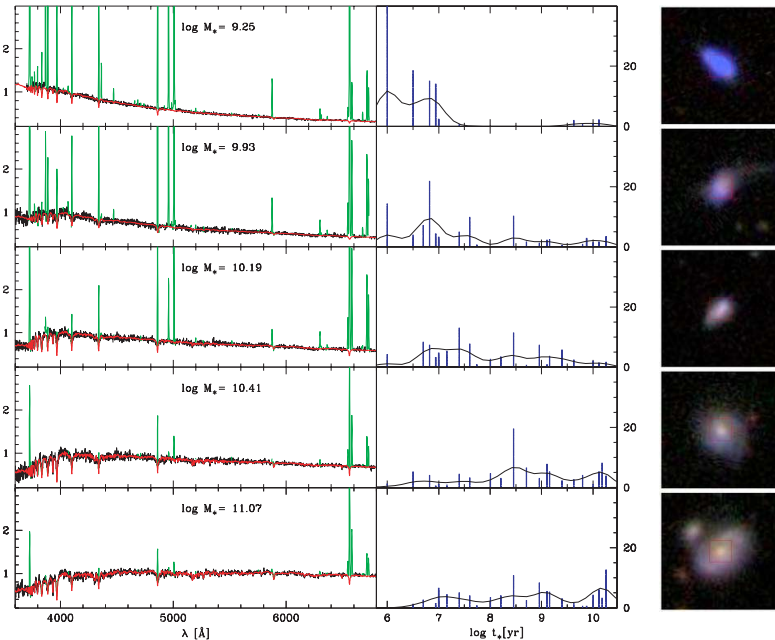 log M* = 9.25
2
1
20
0
log M* = 9.93
2
1
20
0
log M* = 10.19
2
1
20
0
log M* = 10.41
2
1
20
0
log M* = 11.07
2
1
20
0
4000 5000 6000 6 7 8 9 10
λ [Å] log t*[yr]